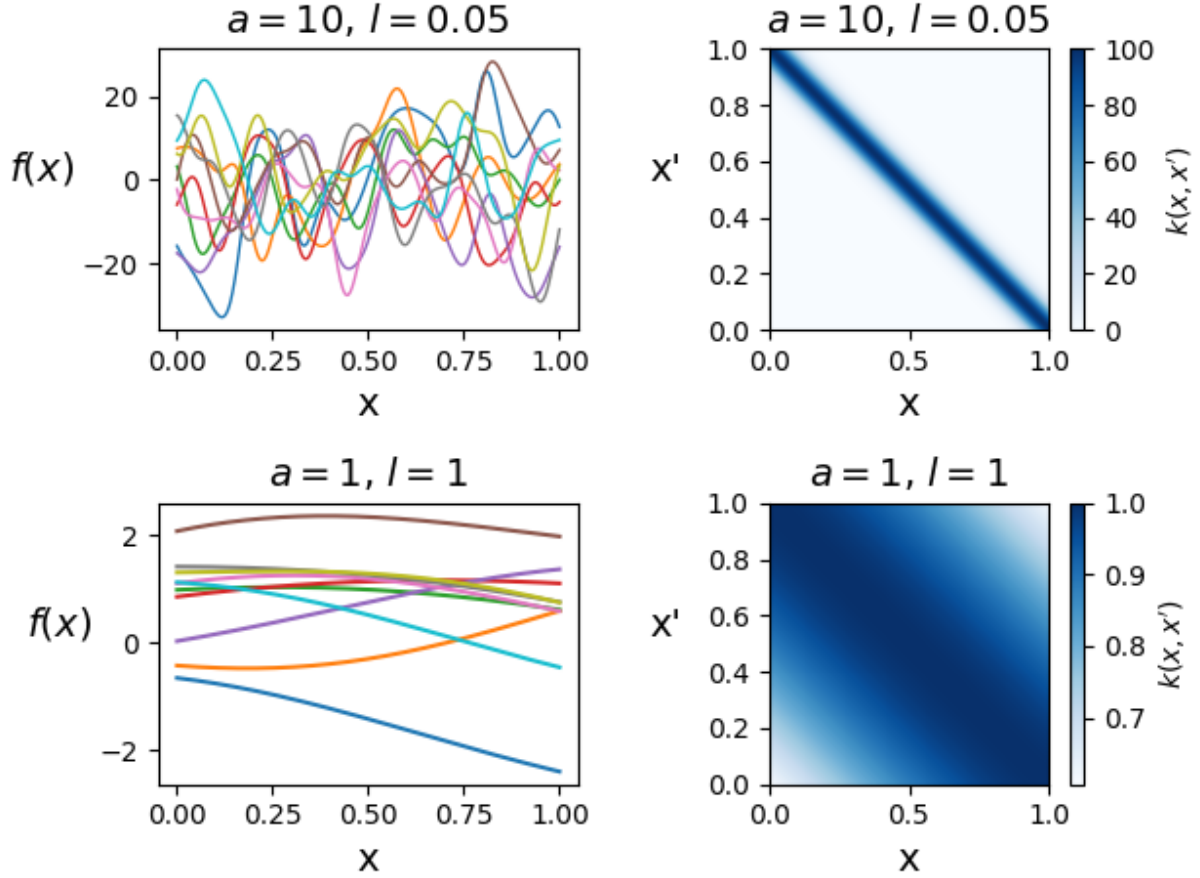 a = 10, l = 0.05
f(x)
20
0
−20
0.00 0.25 0.50 0.75 1.00
x
a = 10, l = 0.05
x'
1.0
0.8
0.6
0.4
0.2
0.0
0.0 0.5 1.0
x
100
80
60
40
20
0
k(x, x′)
a = 1, l = 1
f(x)
2
0
−2
0.00 0.25 0.50 0.75 1.00
x
a = 1, l = 1
x'
1.0
0.8
0.6
0.4
0.2
0.0
0.0 0.5 1.0
x
1.0
0.9
0.8
0.7
k(x, x′)